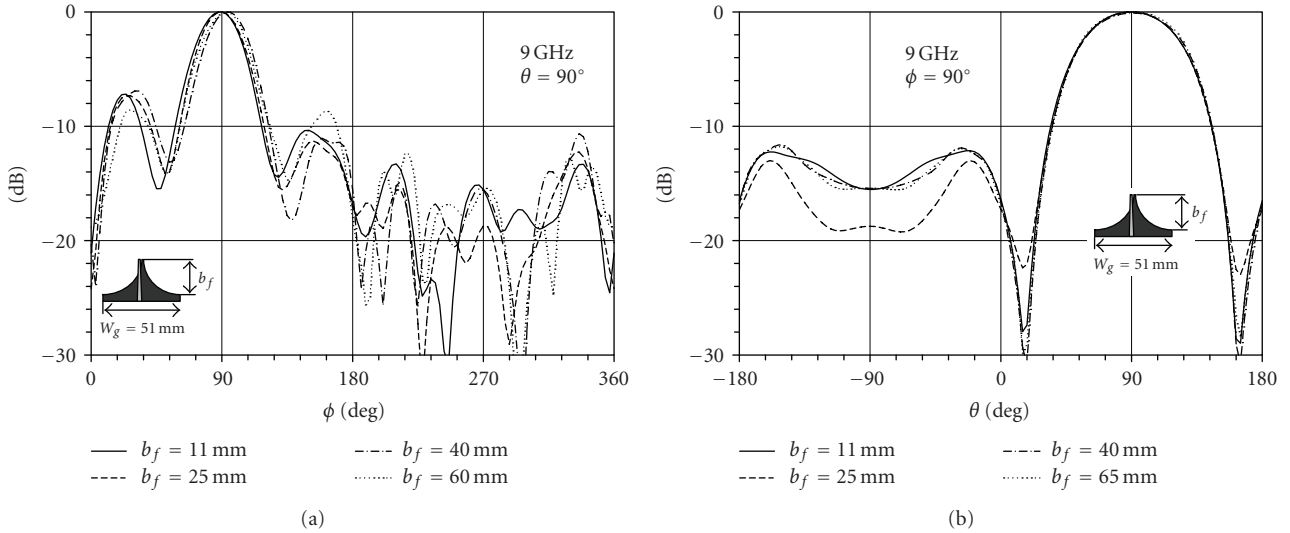 0
−10
−20
−30
(dB)
9 GHz
θ = 90°
b_f
W_g = 51 mm
0 90 180 270 360
ϕ (deg)
b_f = 11 mm
b_f = 25 mm
b_f = 40 mm
b_f = 60 mm
(a)
0
−10
−20
−30
(dB)
9 GHz
ϕ = 90°
b_f
W_g = 51 mm
−180 −90 0 90 180
θ (deg)
b_f = 11 mm
b_f = 25 mm
b_f = 40 mm
b_f = 65 mm
(b)